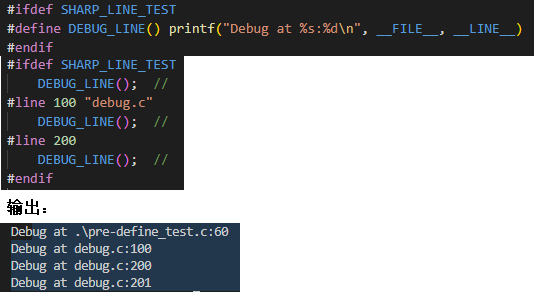 #ifdef SHARP_LINE_TEST
#define DEBUG_LINE() printf("Debug at %s:%d\n", __FILE__, __LINE__)
#endif
#ifdef SHARP_LINE_TEST
    DEBUG_LINE();  //
#line 100 "debug.c"
    DEBUG_LINE();  //
#line 200
    DEBUG_LINE();  //
#endif
输出：
Debug at .\pre-define_test.c:60
Debug at debug.c:100
Debug at debug.c:200
Debug at debug.c:201